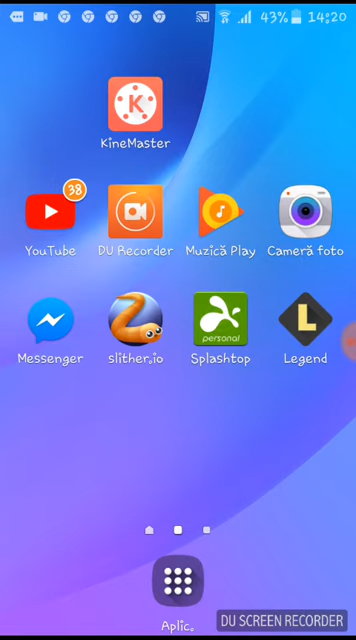 43% 14:20
K
KineMaster
38
YouTube DU Recorder Muzică Play Cameră foto
personal L
Messenger slither.io Splashtop Legend
Aplic.
DU SCREEN RECORDER